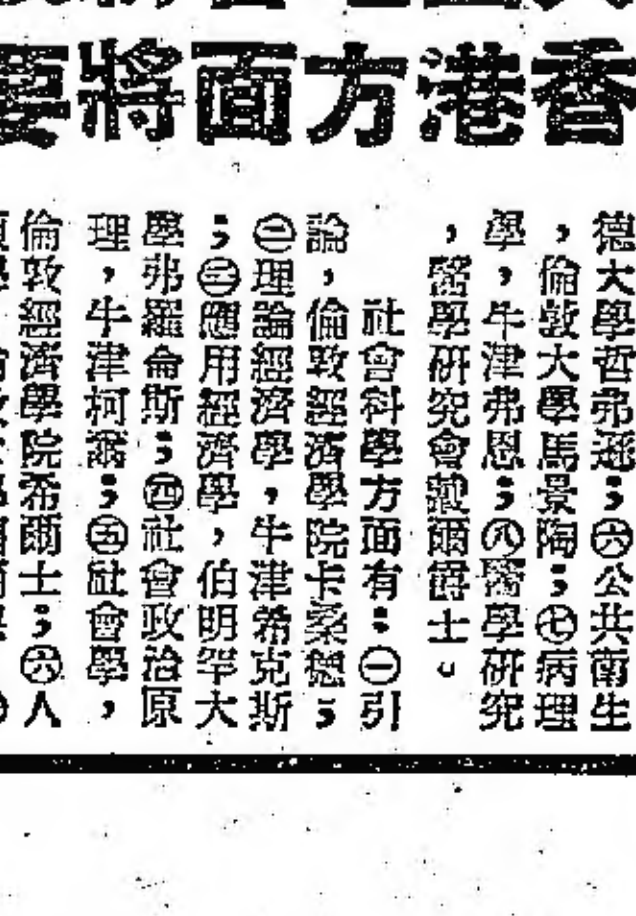 香港方面將要
德大學哲弗遜；㊅公共衛生
，倫敦大學馬景陶；㊆病理
學，牛津弗恩；㊇醫學研究
，醫學研究會戴爾爵士。
社會科學方面有：㊀引
論，倫敦經濟學院卡桑德；
㊁理論經濟學，牛津希克斯
；㊂應用經濟學，伯明罕大
學弗羅侖斯；㊃社會政治原
理，牛津柯爾；㊄社會學，
倫敦經濟學院希爾士；㊅人